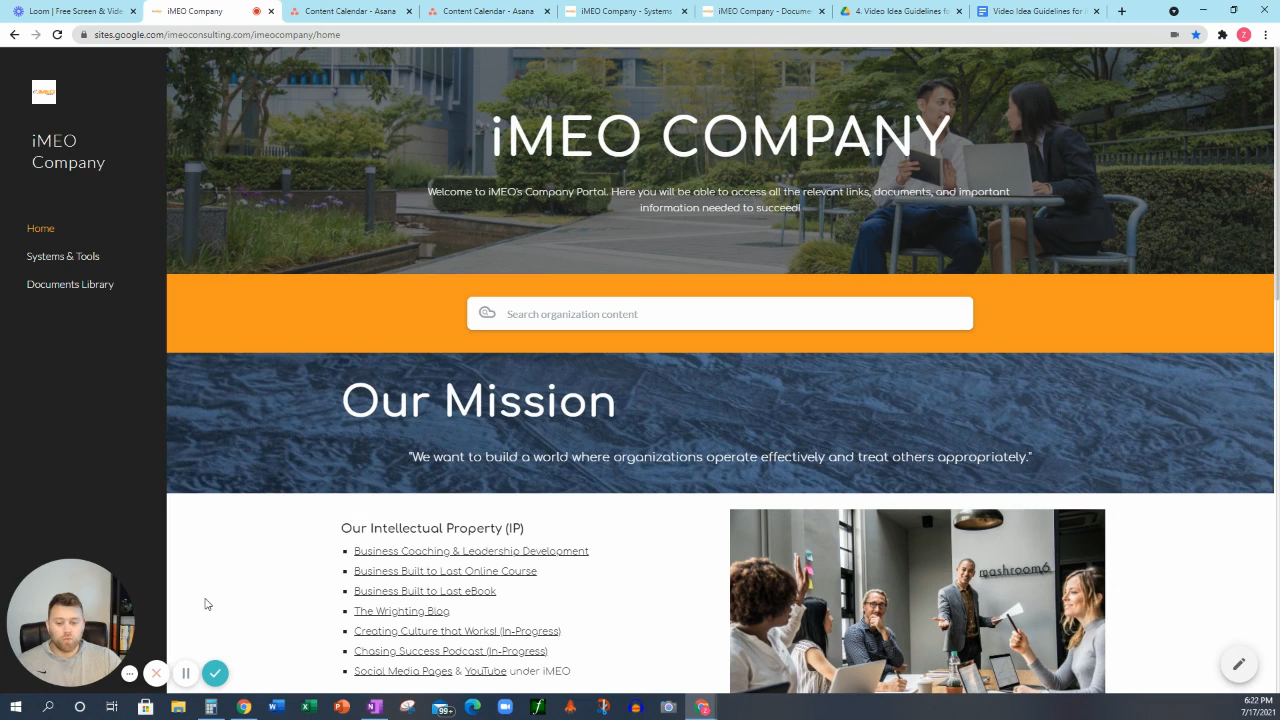 Loom | Free Screen & Vide
iMEO Company
Content Calendar - Asana
Content Calendar - Asana
iMEO Company - Systems
iMEO Company - Docume
4. Video Idea Guidelines fo
Video Idea Guidelines for i
sites.google.com/imeoconsulting.com/imeocompany/home
Z
iMEO
Company
Home
Systems & Tools
Documents Library
iMEO COMPANY
Welcome to iMEO's Company Portal. Here you will be able to access all the relevant links, documents, and important
information needed to succeed!
Search organization content
Our Mission
"We want to build a world where organizations operate effectively and treat others appropriately."
Our Intellectual Property (IP)
Business Coaching & Leadership Development
Business Built to Last Online Course
Business Built to Last eBook
The Wrighting Blog
Creating Culture that Works! (In-Progress)
Chasing Success Podcast (In-Progress)
Social Media Pages & YouTube under iMEO
mashroom6
99+
6:22 PM
7/17/2021